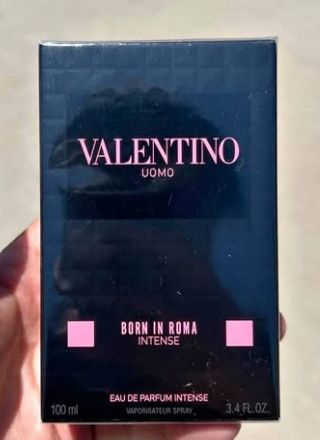 VALENTINO
UOMO
BORN IN ROMA
INTENSE
EAU DE PARFUM INTENSE
100 ml VAPORISATEUR SPRAY 3.4 FL.OZ.